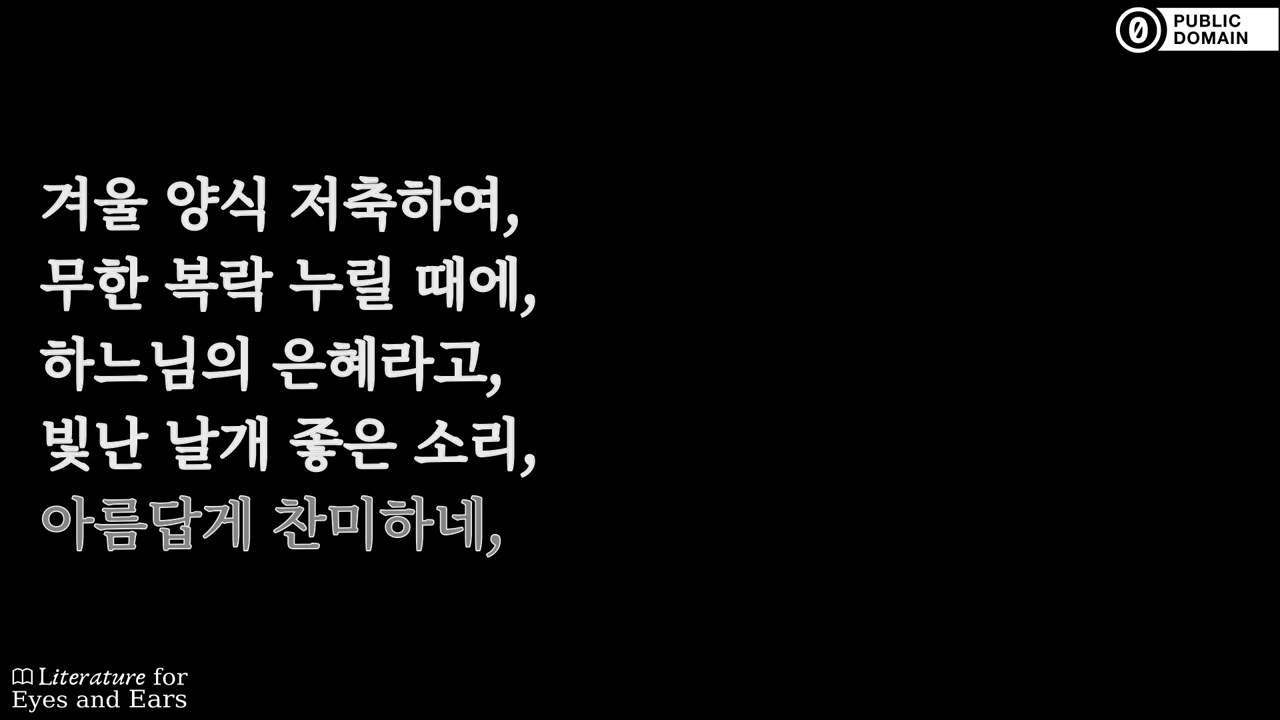 PUBLIC
DOMAIN
겨울 양식 저축하여,
무한 복락 누릴 때에,
하느님의 은혜라고,
빛난 날개 좋은 소리,
아름답게 찬미하네,
Literature for
Eyes and Ears